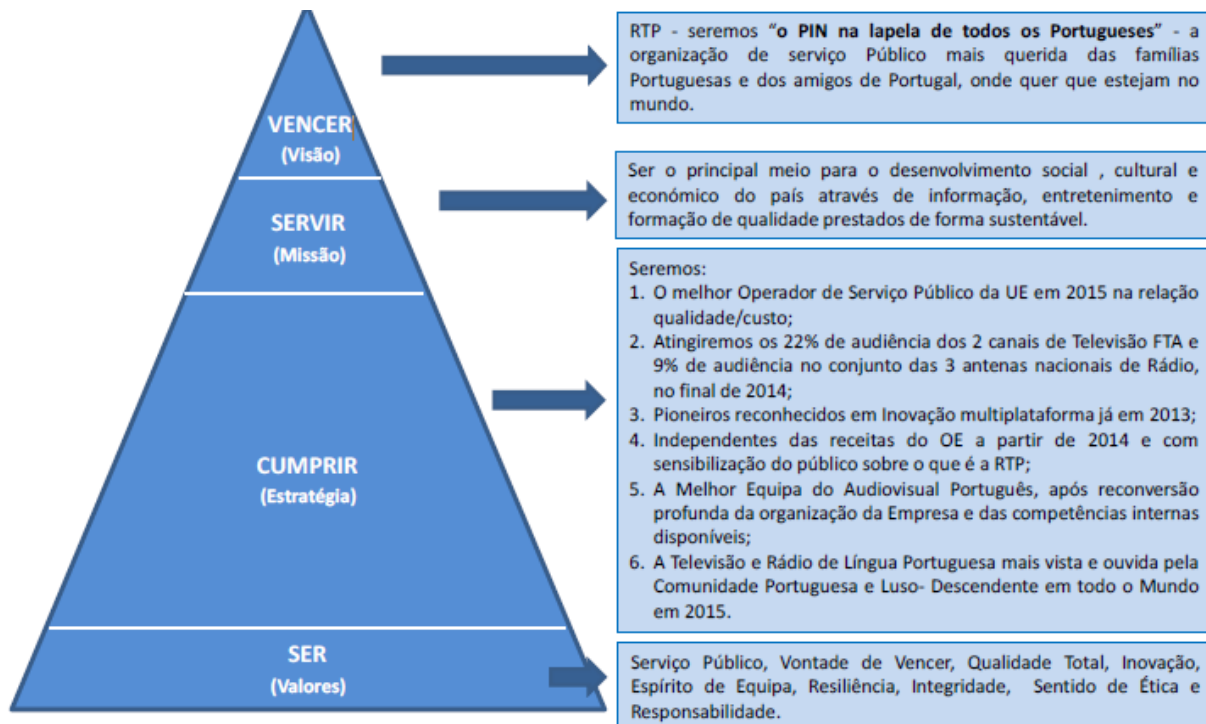 VENCER
(Visão)
RTP - seremos “o PIN na lapela de todos os Portugueses” - a
organização de serviço Público mais querida das famílias
Portuguesas e dos amigos de Portugal, onde quer que estejam no
mundo.
SERVIR
(Missão)
Ser o principal meio para o desenvolvimento social , cultural e
económico do país através de informação, entretenimento e
formação de qualidade prestados de forma sustentável.
CUMPRIR
(Estratégia)
Seremos:
1. O melhor Operador de Serviço Público da UE em 2015 na relação
qualidade/custo;
2. Atingiremos os 22% de audiência dos 2 canais de Televisão FTA e
9% de audiência no conjunto das 3 antenas nacionais de Rádio,
no final de 2014;
3. Pioneiros reconhecidos em Inovação multiplataforma já em 2013;
4. Independentes das receitas do OE a partir de 2014 e com
sensibilização do público sobre o que é a RTP;
5. A Melhor Equipa do Audiovisual Português, após reconversão
profunda da organização da Empresa e das competências internas
disponíveis;
6. A Televisão e Rádio de Língua Portuguesa mais vista e ouvida pela
Comunidade Portuguesa e Luso- Descendente em todo o Mundo
em 2015.
SER
(Valores)
Serviço Público, Vontade de Vencer, Qualidade Total, Inovação,
Espírito de Equipa, Resiliência, Integridade, Sentido de Ética e
Responsabilidade.